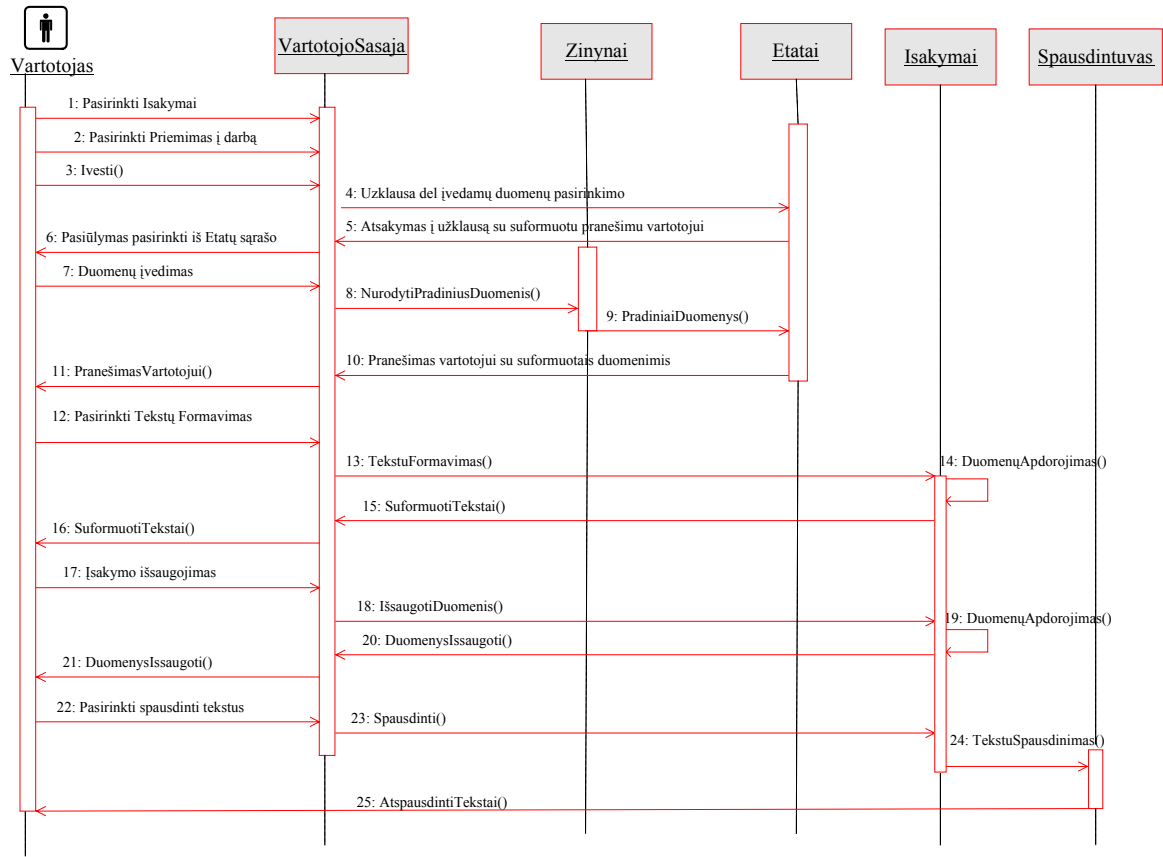 Vartotojas
VartotojoSasaja
Zinynai
Etatai
Isakymai
Spausdintuvas
1: Pasirinkti Isakymai
2: Pasirinkti Priemimas į darbą
3: Ivesti()
4: Uzklausa del įvedamų duomenų pasirinkimo
5: Atsakymas į užklausą su suformuotu pranešimu vartotojui
6: Pasiūlymas pasirinkti iš Etatų sąrašo
7: Duomenų įvedimas
8: NurodytiPradiniusDuomenis()
9: PradiniaiDuomenys()
10: Pranešimas vartotojui su suformuotais duomenimis
11: PranešimasVartotojui()
12: Pasirinkti Tekstų Formavimas
13: TekstuFormavimas()
14: DuomenųApdorojimas()
15: SuformuotiTekstai()
16: SuformuotiTekstai()
17: Įsakymo išsaugojimas
18: IšsaugotiDuomenis()
19: DuomenųApdorojimas()
20: DuomenysIssaugoti()
21: DuomenysIssaugoti()
22: Pasirinkti spausdinti tekstus
23: Spausdinti()
24: TekstuSpausdinimas()
25: AtspausdintiTekstai()